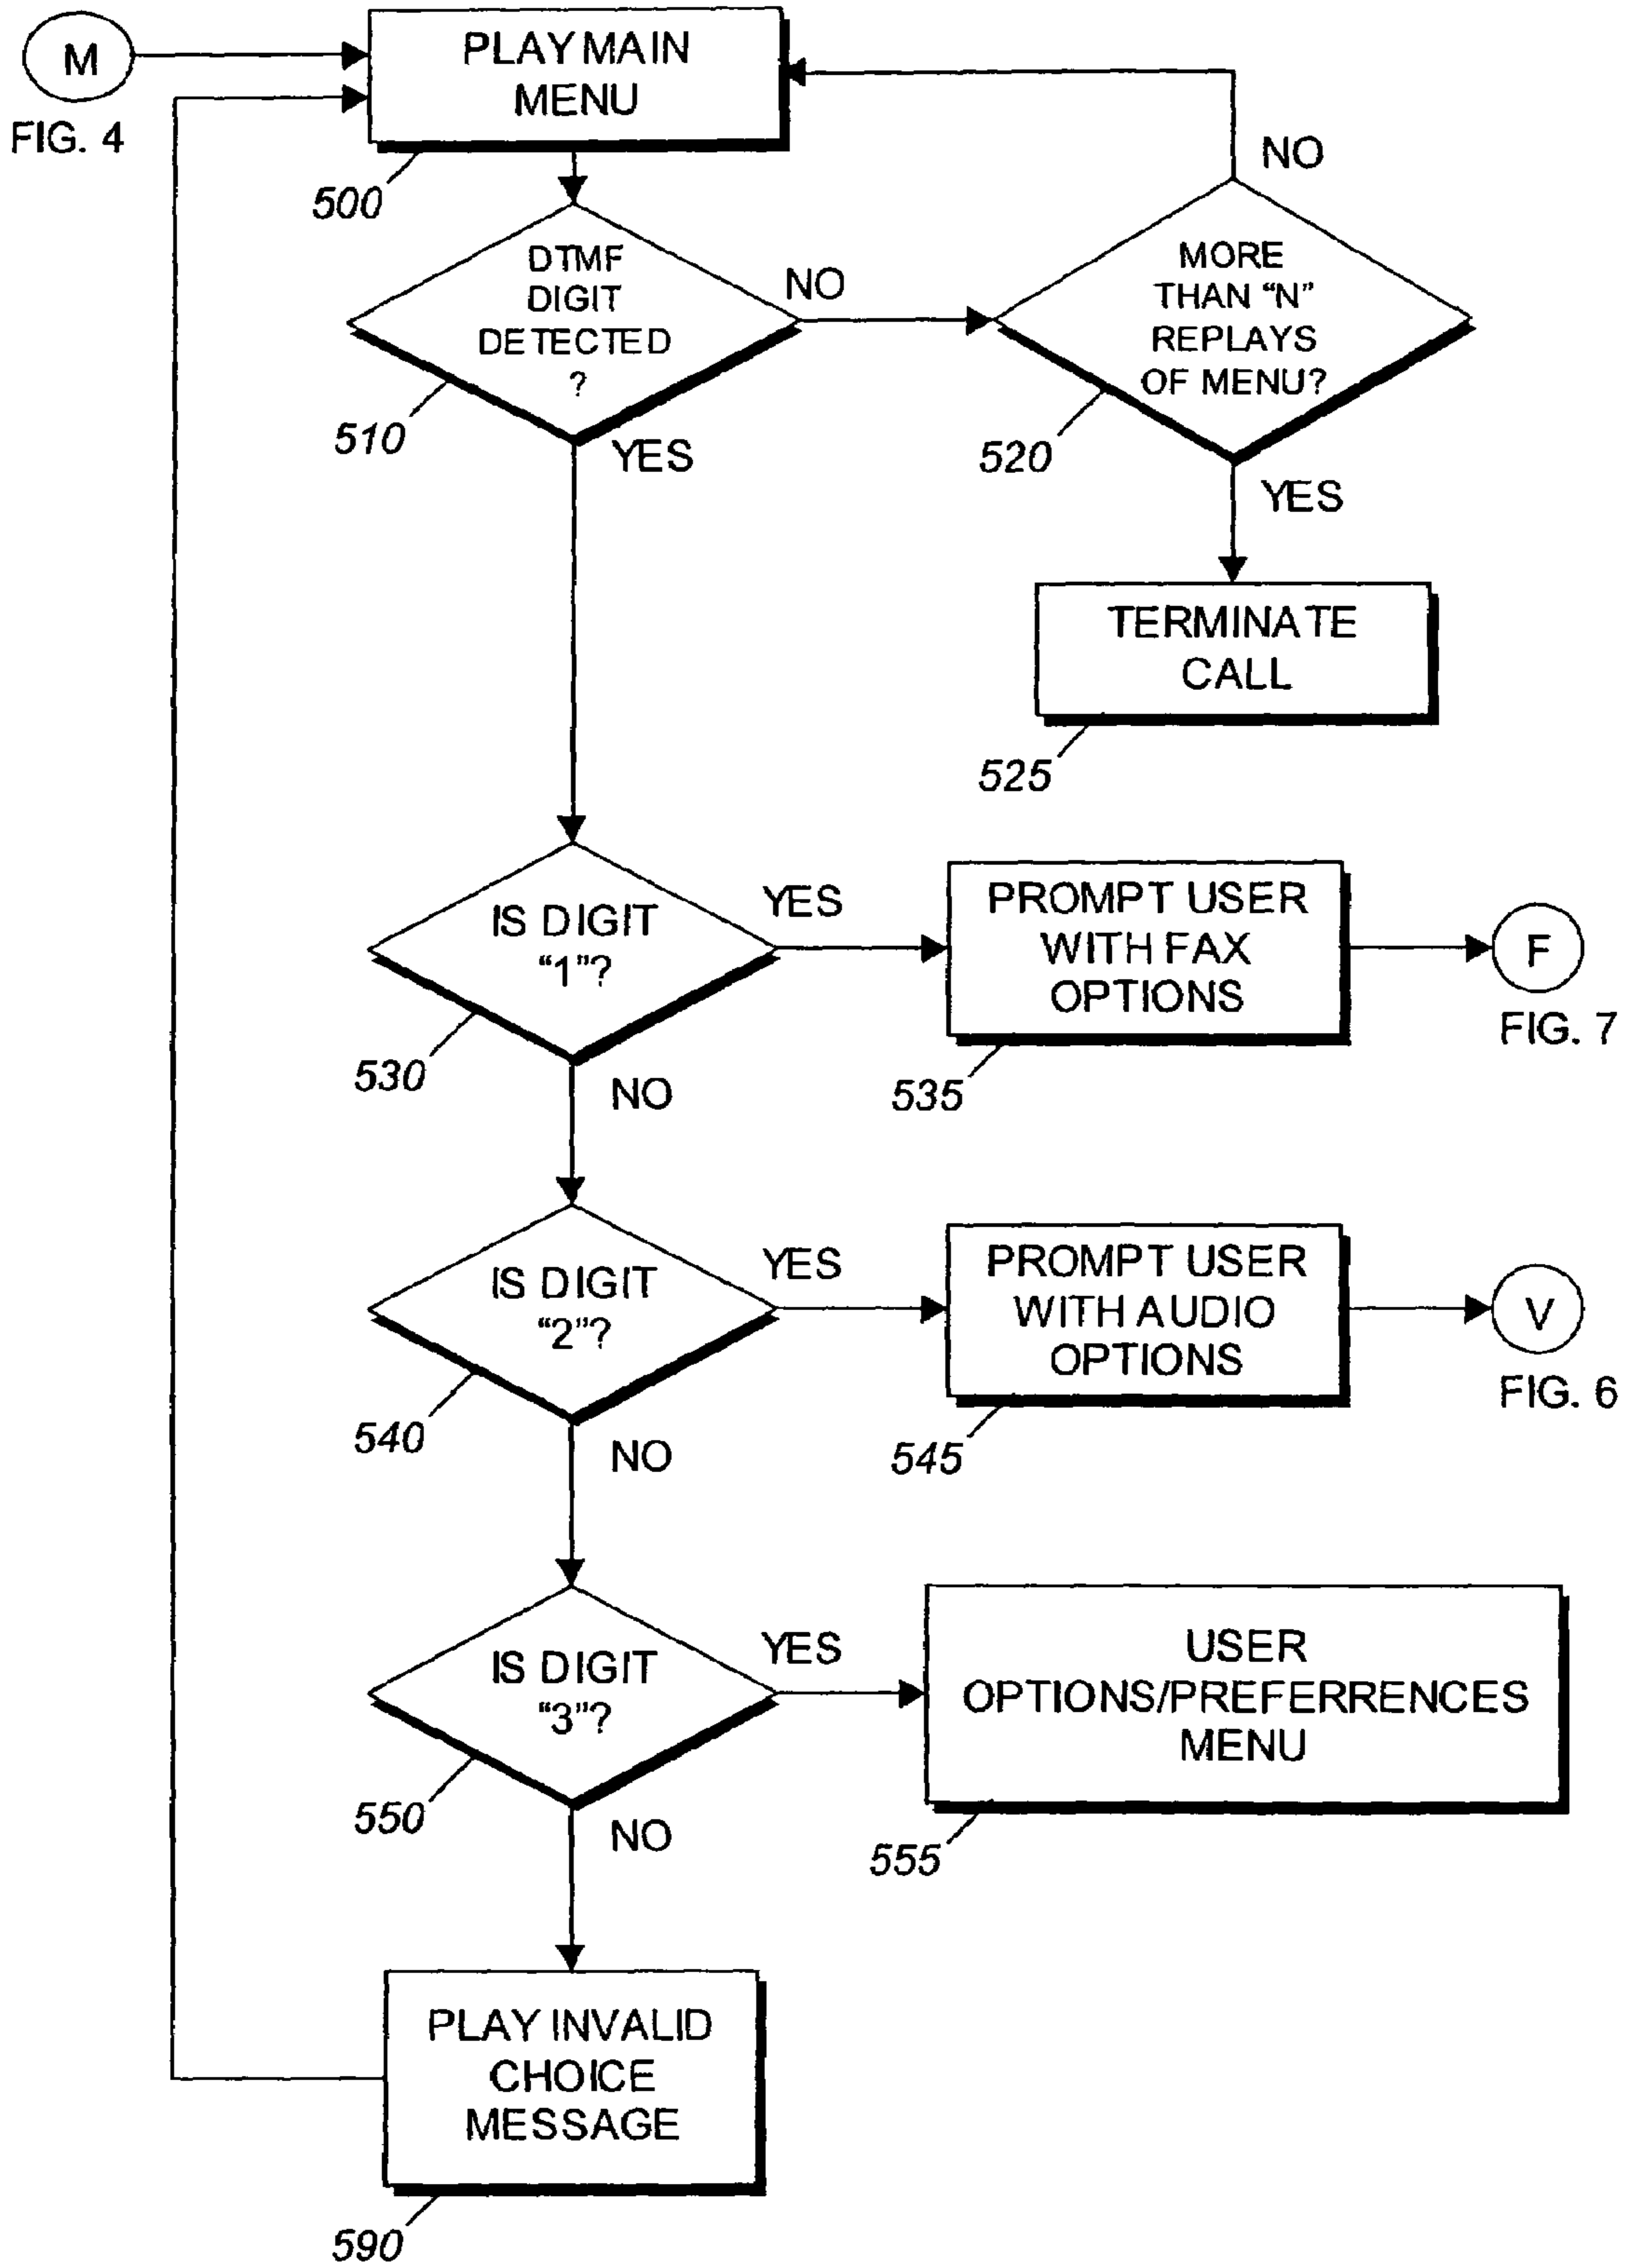 M
FIG. 4
PLAY MAIN
MENU
500
DTMF
DIGIT
DETECTED
?
510
NO
YES
MORE
THAN “N”
REPLAYS
OF MENU?
520
NO
YES
TERMINATE
CALL
525
IS DIGIT
“1”?
530
YES
NO
PROMPT USER
WITH FAX
OPTIONS
535
F
FIG. 7
IS DIGIT
“2”?
540
YES
NO
PROMPT USER
WITH AUDIO
OPTIONS
545
V
FIG. 6
IS DIGIT
“3”?
550
YES
NO
USER
OPTIONS/PREFERRENCES
MENU
555
PLAY INVALID
CHOICE
MESSAGE
590